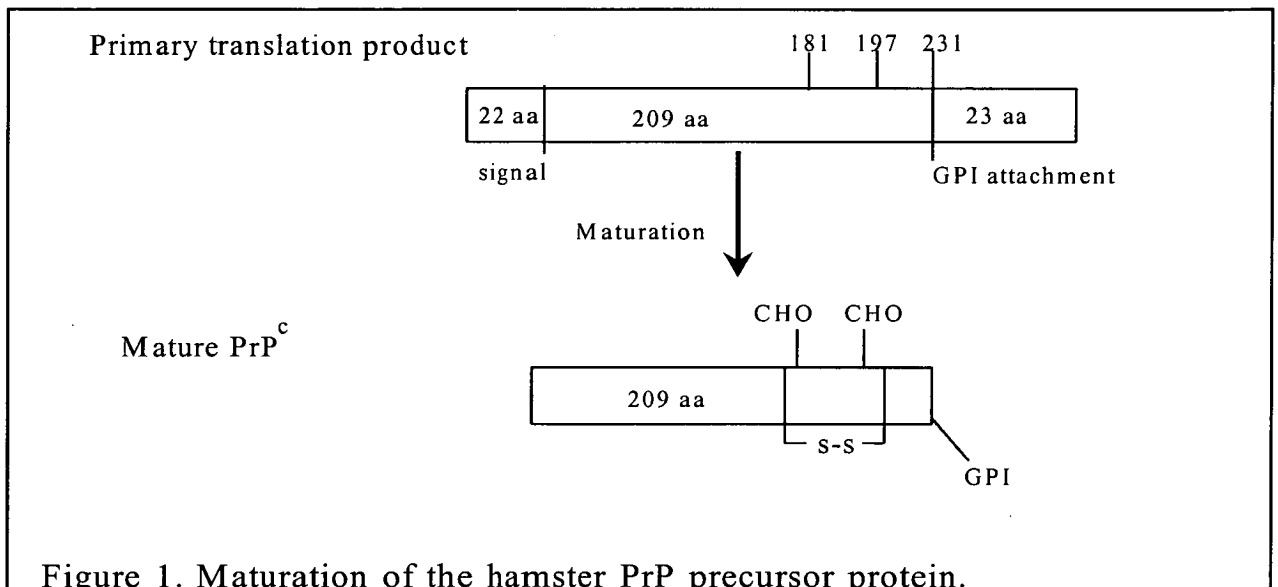 Primary translation product
181 197 231
22 aa 209 aa 23 aa
signal GPI attachment
Maturation
CHO CHO
Mature PrPᶜ
209 aa
S-S
GPI
Figure 1. Maturation of the hamster PrP precursor protein.